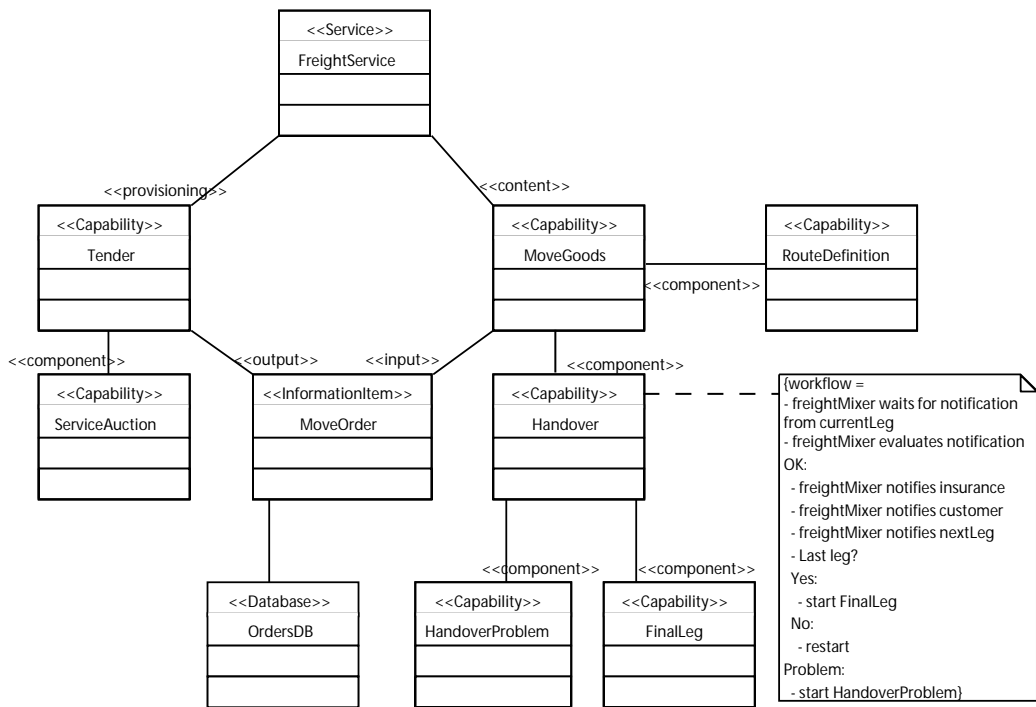 <<Service>>
FreightService
<<provisioning>>
<<content>>
<<Capability>>
Tender
<<Capability>>
MoveGoods
<<Capability>>
RouteDefinition
<<component>>
<<component>>
<<output>>
<<input>>
<<component>>
<<Capability>>
ServiceAuction
<<InformationItem>>
MoveOrder
<<Capability>>
Handover
{workflow =
- freightMixer waits for notification
from currentLeg
- freightMixer evaluates notification
OK:
- freightMixer notifies insurance
- freightMixer notifies customer
- freightMixer notifies nextLeg
- Last leg?
Yes:
- start FinalLeg
No:
- restart
Problem:
- start HandoverProblem}
<<component>>
<<component>>
<<Database>>
OrdersDB
<<Capability>>
HandoverProblem
<<Capability>>
FinalLeg